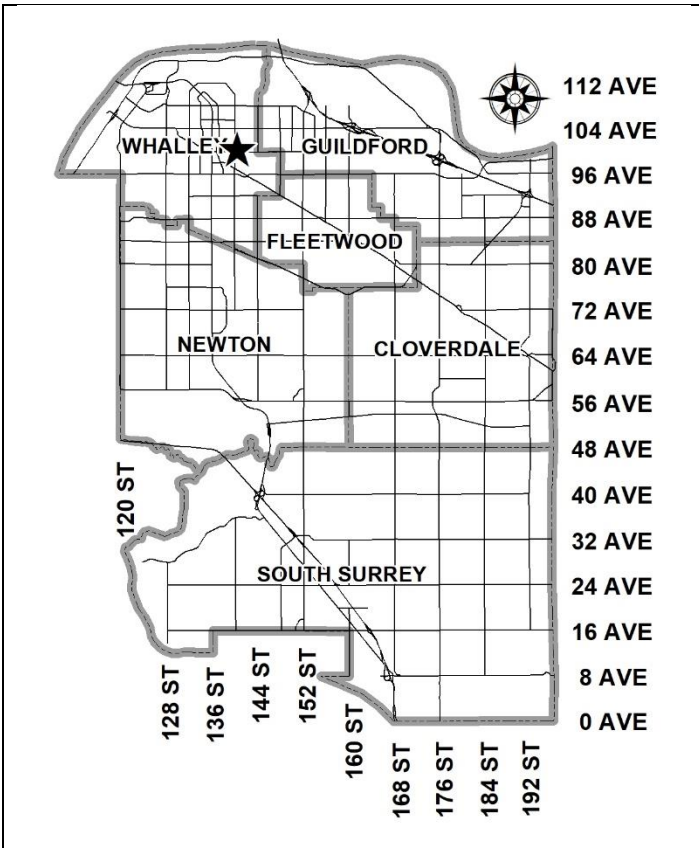 112 AVE
104 AVE
WHALLEY
GUILDFORD
96 AVE
88 AVE
FLEETWOOD
80 AVE
72 AVE
NEWTON
CLOVERDALE
64 AVE
56 AVE
48 AVE
120 ST
40 AVE
32 AVE
SOUTH SURREY
24 AVE
16 AVE
8 AVE
0 AVE
128 ST
136 ST
144 ST
152 ST
160 ST
168 ST
176 ST
184 ST
192 ST